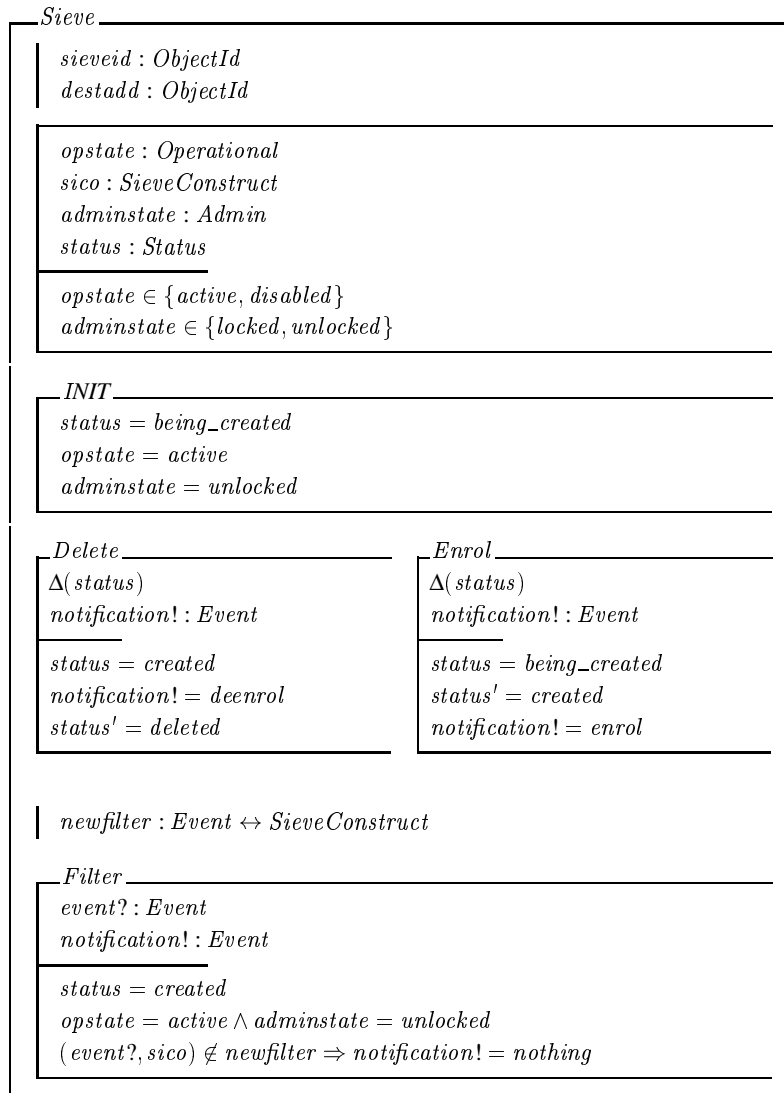 Sieve
sieveid : ObjectId
destadd : ObjectId
opstate : Operational
sico : SieveConstruct
adminstate : Admin
status : Status
opstate ∈ {active, disabled}
adminstate ∈ {locked, unlocked}
INIT
status = being_created
opstate = active
adminstate = unlocked
Delete
Δ(status)
notification! : Event
status = created
notification! = deenrol
status′ = deleted
Enrol
Δ(status)
notification! : Event
status = being_created
status′ = created
notification! = enrol
newfilter : Event ↔ SieveConstruct
Filter
event? : Event
notification! : Event
status = created
opstate = active ∧ adminstate = unlocked
(event?, sico) ∉ newfilter ⇒ notification! = nothing